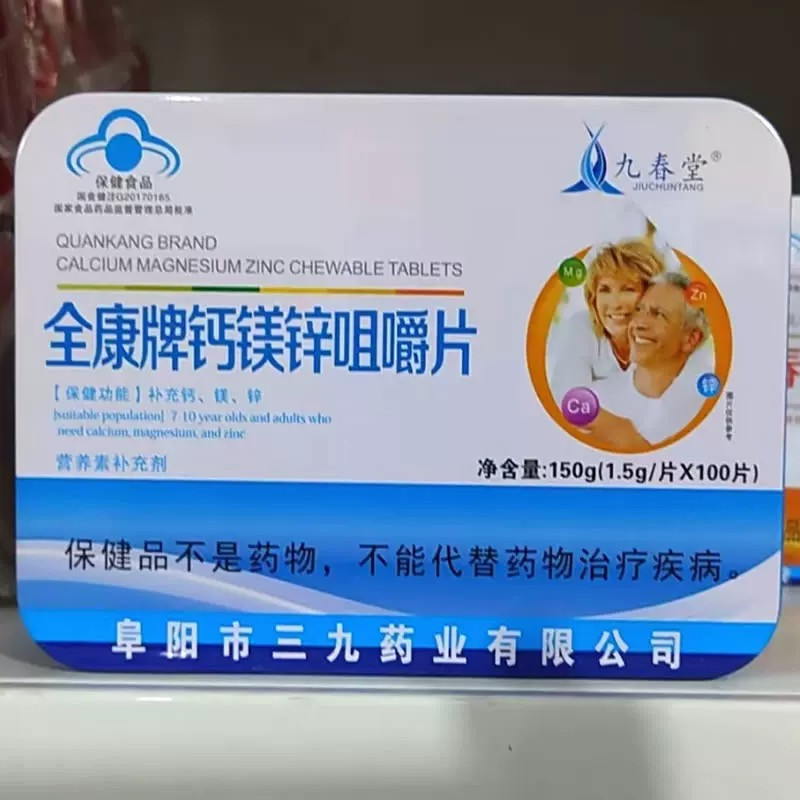 保健食品
国食健注G20170165
国家食品药品监督管理总局批准
九春堂®
JIUCHUNTANG
QUANKANG BRAND
CALCIUM MAGNESIUM ZINC CHEWABLE TABLETS
全康牌钙镁锌咀嚼片
【保健功能】补充钙、镁、锌
[suitable population] 7-10 year olds and adults who
need calcium, magnesium, and zinc
营养素补充剂
Mg
Zn
锌
Ca
图片仅供参考
净含量:150g(1.5g/片X100片)
保健品不是药物，不能代替药物治疗疾病。
阜阳市三九药业有限公司